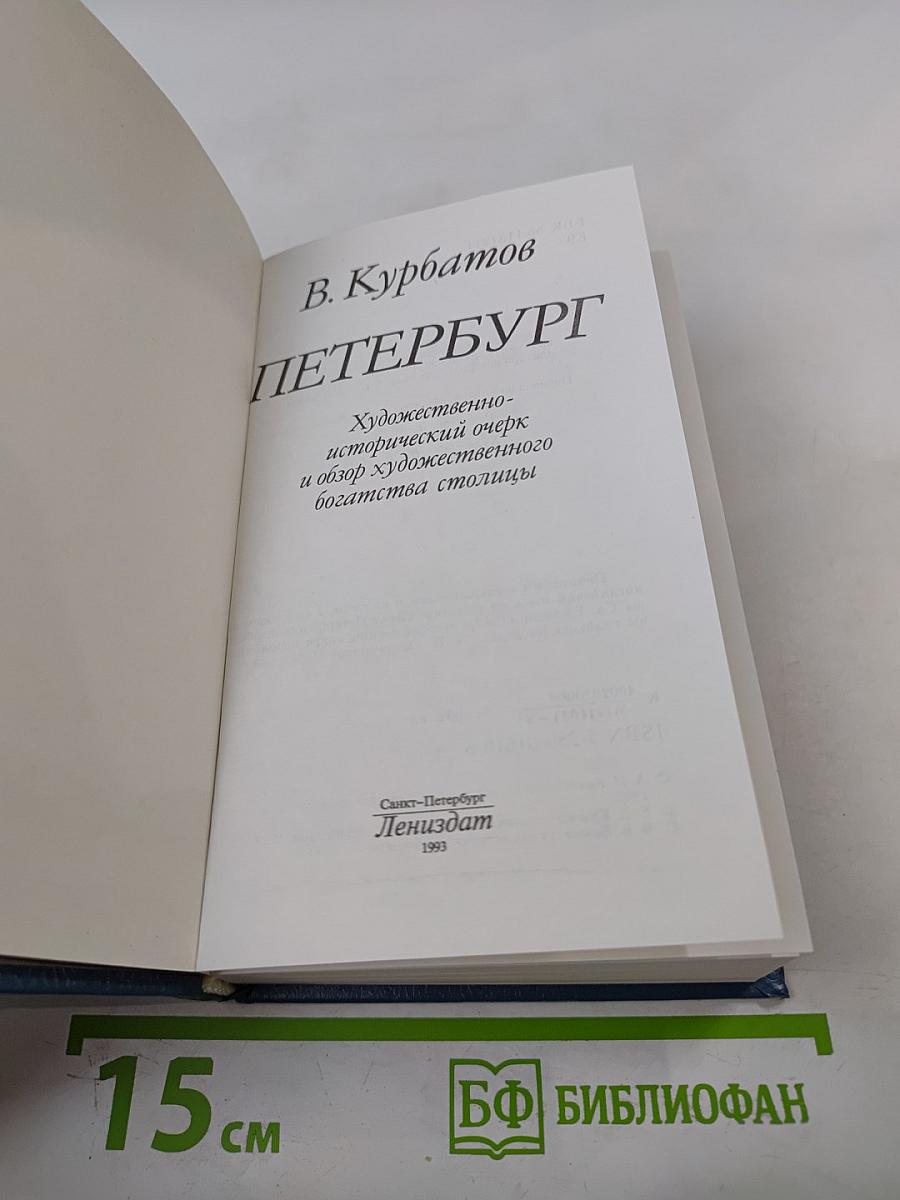 В. Курбатов
ПЕТЕРБУРГ
Художественно-
исторический очерк
и обзор художественного
богатства столицы
Санкт-Петербург
Лениздат
1993
15 см
БФ БИБЛИОФАН